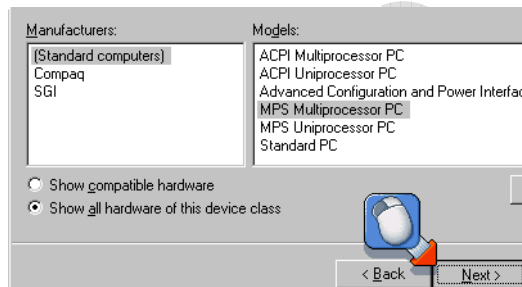 Manufacturers:
(Standard computers)
Compaq
SGI
Models:
ACPI Multiprocessor PC
ACPI Uniprocessor PC
Advanced Configuration and Power Interfac
MPS Multiprocessor PC
MPS Uniprocessor PC
Standard PC
Show compatible hardware
Show all hardware of this device class
< Back
Next >